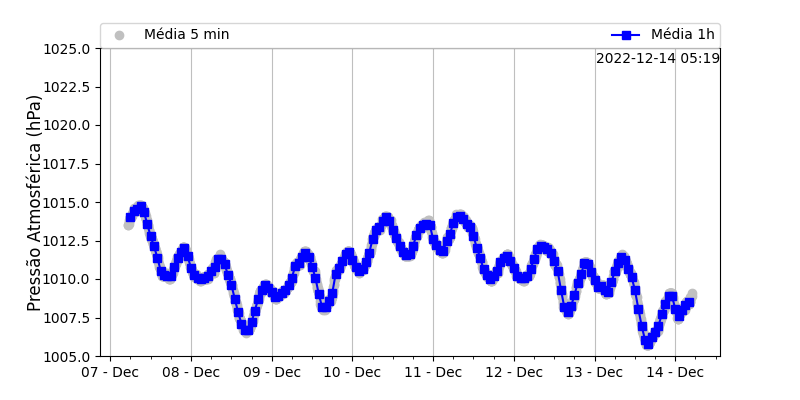 Média 5 min
Média 1h
2022-12-14 05:19
Pressão Atmosférica (hPa)
1025.0
1022.5
1020.0
1017.5
1015.0
1012.5
1010.0
1007.5
1005.0
07 - Dec
08 - Dec
09 - Dec
10 - Dec
11 - Dec
12 - Dec
13 - Dec
14 - Dec